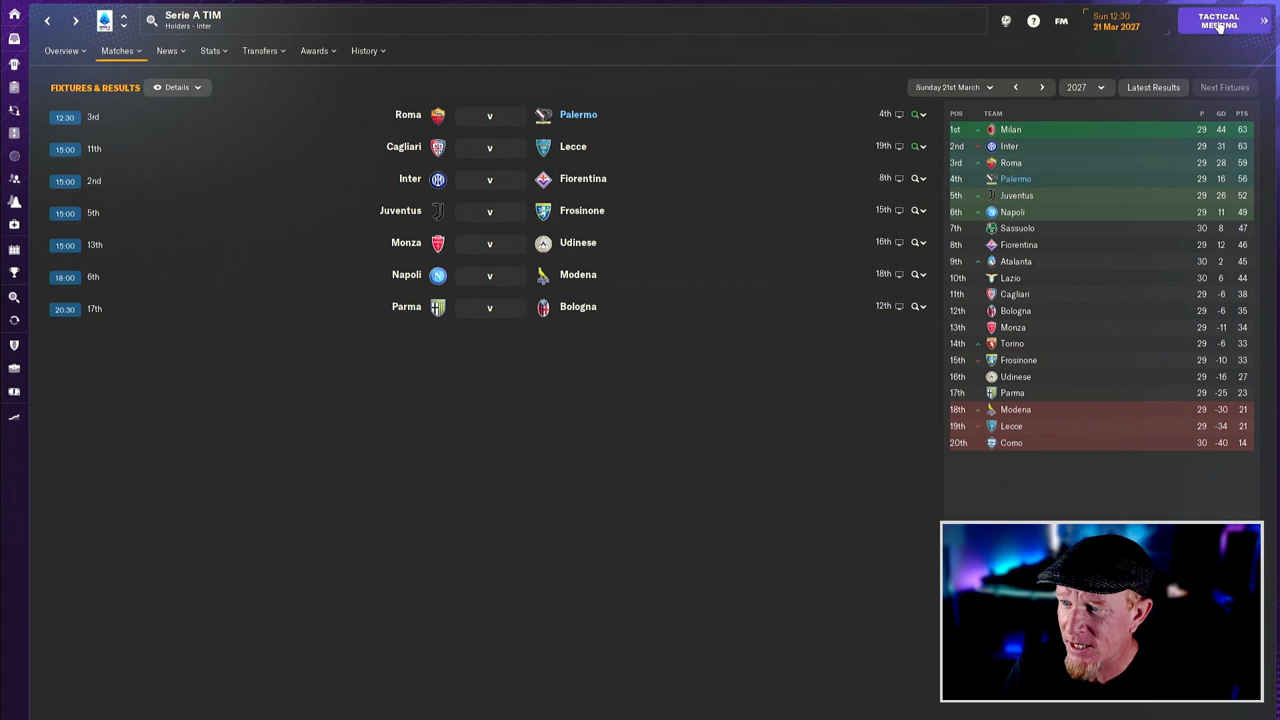 Serie A TIM
Holders - Inter
FM
Sun 12:30
21 Mar 2027
TACTICAL
MEETING
Overview
Matches
News
Stats
Transfers
Awards
History
FIXTURES & RESULTS
Details
Sunday 21st March
2027
Latest Results
Next Fixtures
12:30 3rd Roma v Palermo 4th
15:00 11th Cagliari v Lecce 19th
15:00 2nd Inter v Fiorentina 8th
15:00 5th Juventus v Frosinone 15th
15:00 13th Monza v Udinese 16th
18:00 6th Napoli v Modena 18th
20:30 17th Parma v Bologna 12th
POS TEAM P GD PTS
1st Milan 29 44 63
2nd Inter 29 31 63
3rd Roma 29 28 59
4th Palermo 29 16 56
5th Juventus 29 26 52
6th Napoli 29 11 49
7th Sassuolo 30 8 47
8th Fiorentina 29 12 46
9th Atalanta 30 2 45
10th Lazio 30 6 44
11th Cagliari 29 -6 38
12th Bologna 29 -6 35
13th Monza 29 -11 34
14th Torino 29 -6 33
15th Frosinone 29 -10 33
16th Udinese 29 -16 27
17th Parma 29 -25 23
18th Modena 29 -30 21
19th Lecce 29 -34 21
20th Como 30 -40 14